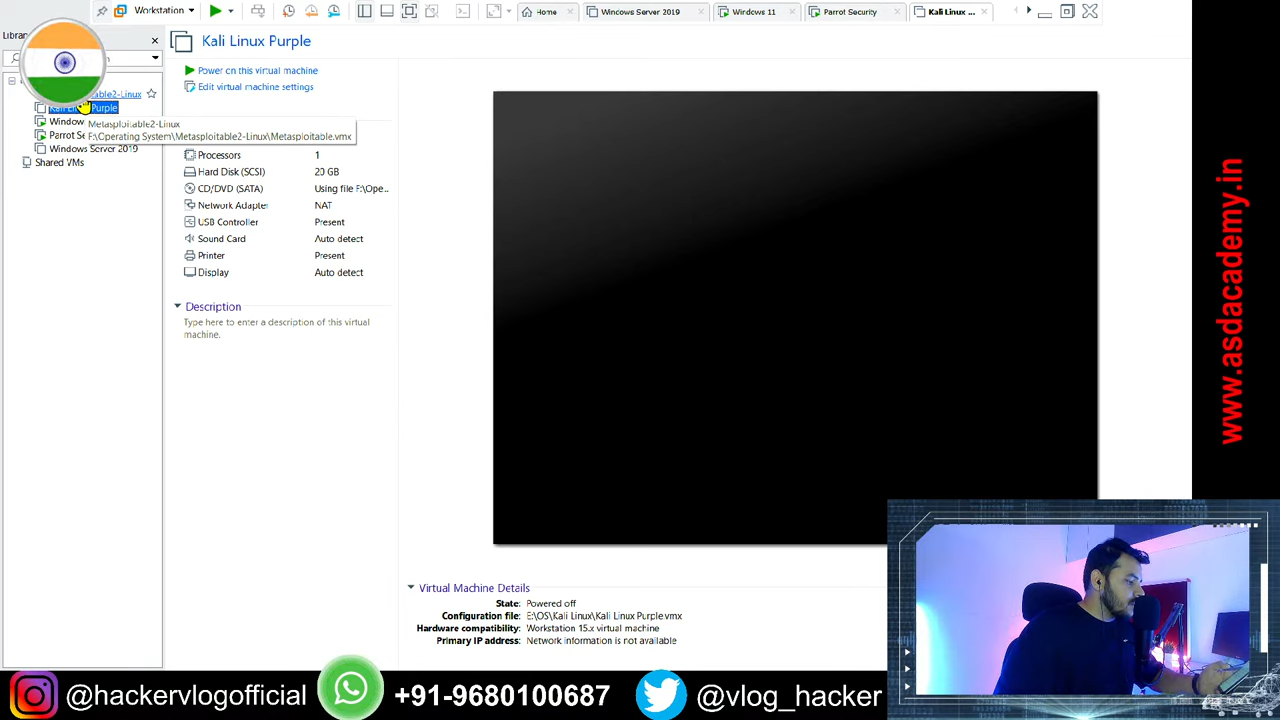 Workstation
Home
Windows Server 2019
Windows 11
Parrot Security
Kali Linux ...
Kali Linux Purple
Power on this virtual machine
Edit virtual machine settings
Metasploitable2-Linux
F:\Operating System\Metasploitable2-Linux\Metasploitable.vmx
Windows Server 2019
Shared VMs
Processors 1
Hard Disk (SCSI) 20 GB
CD/DVD (SATA) Using file F:\Ope...
Network Adapter NAT
USB Controller Present
Sound Card Auto detect
Printer Present
Display Auto detect
Description
Type here to enter a description of this virtual
machine.
Virtual Machine Details
State: Powered off
Configuration file: E:\OS\Kali Linux\Kali Linux Purple.vmx
Hardware compatibility: Workstation 15.x virtual machine
Primary IP address: Network information is not available
www.asdacademy.in
@hackervlogofficial
+91-9680100687
@vlog_hacker